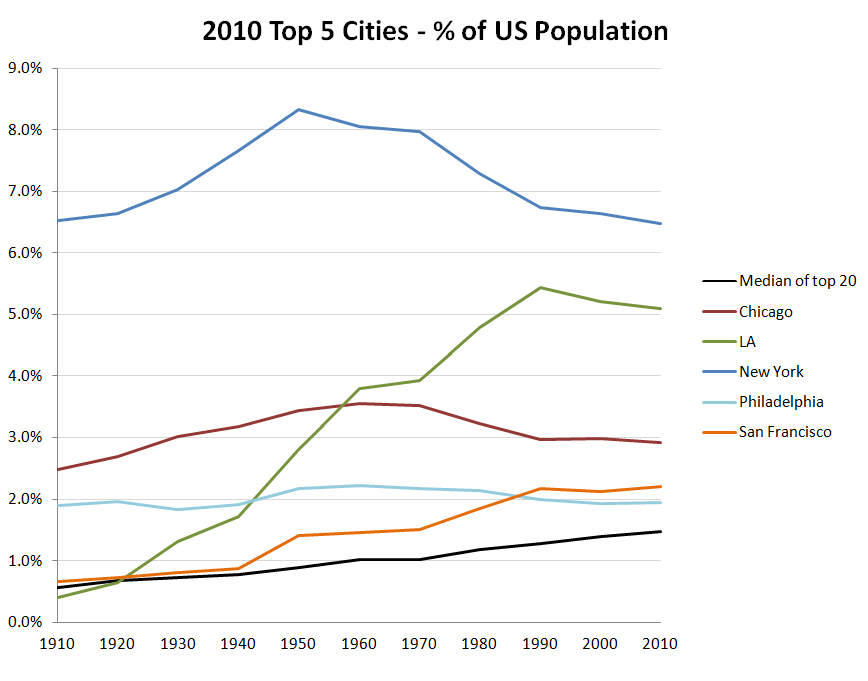 2010 Top 5 Cities - % of US Population
9.0%
8.0%
7.0%
6.0%
5.0%
4.0%
3.0%
2.0%
1.0%
0.0%
1910 1920 1930 1940 1950 1960 1970 1980 1990 2000 2010
Median of top 20
Chicago
LA
New York
Philadelphia
San Francisco